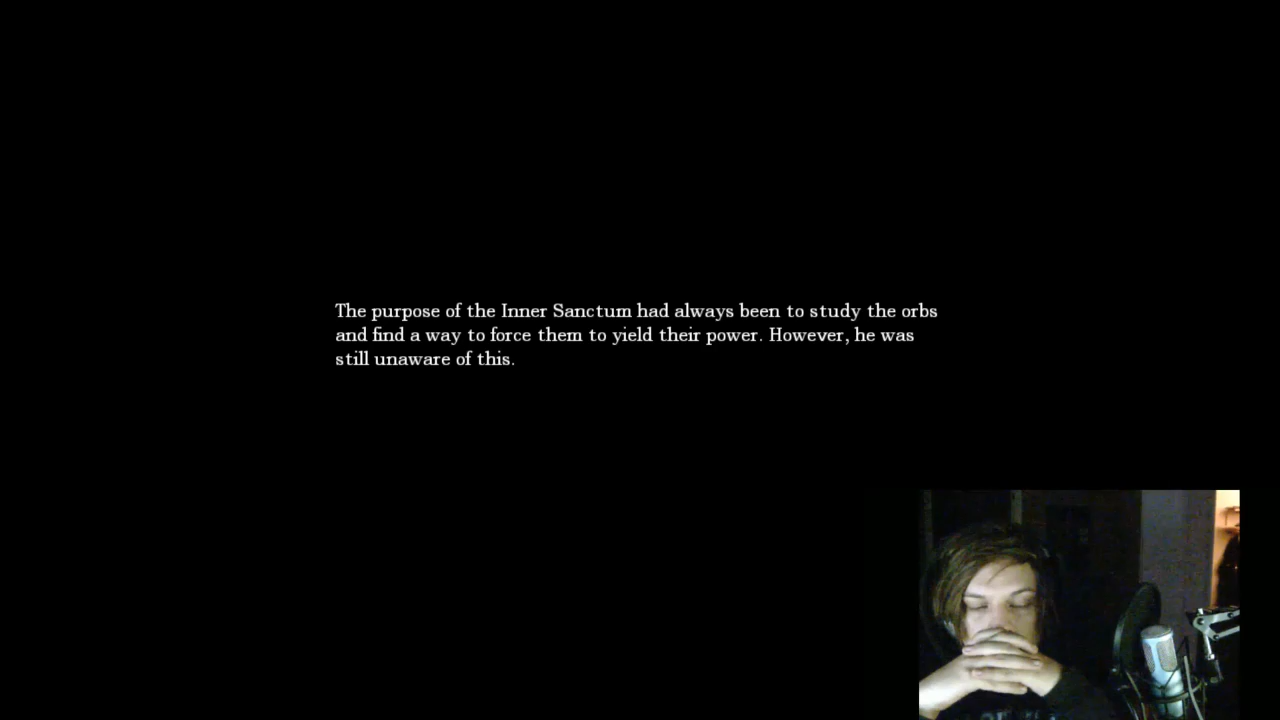 The purpose of the Inner Sanctum had always been to study the orbs
and find a way to force them to yield their power. However, he was
still unaware of this.